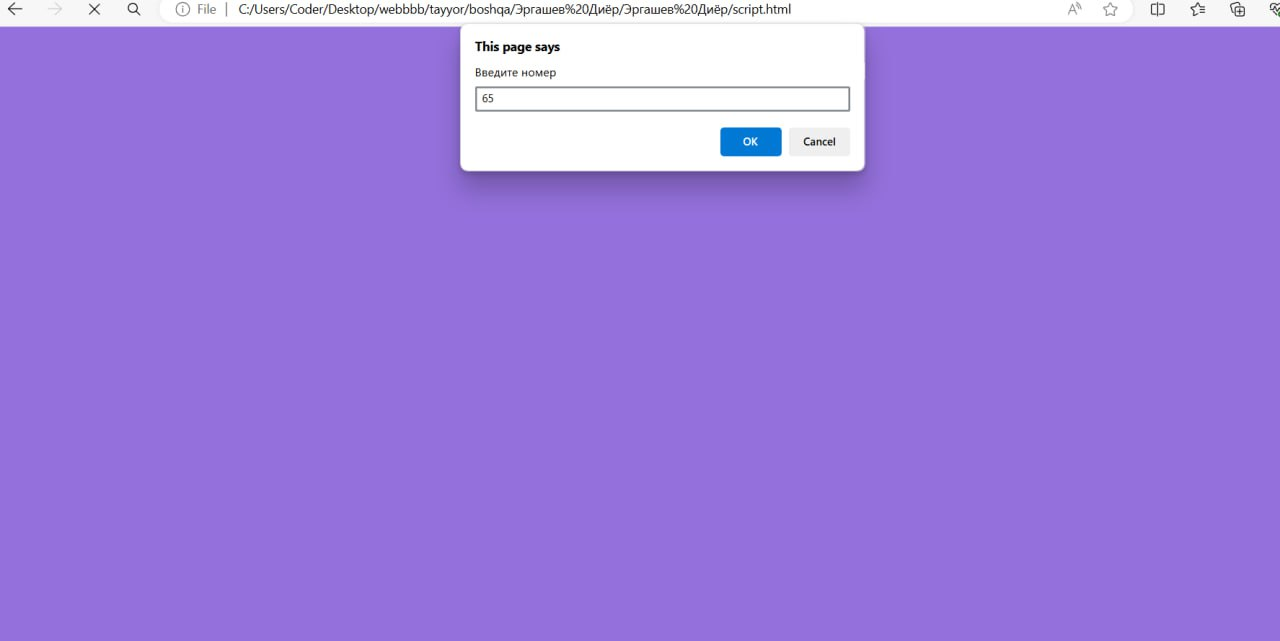 File | C:/Users/Coder/Desktop/webbbb/tayyor/boshqa/Эргашев%20Диёр/Эргашев%20Диёр/script.html
This page says
Введите номер
65
OK Cancel